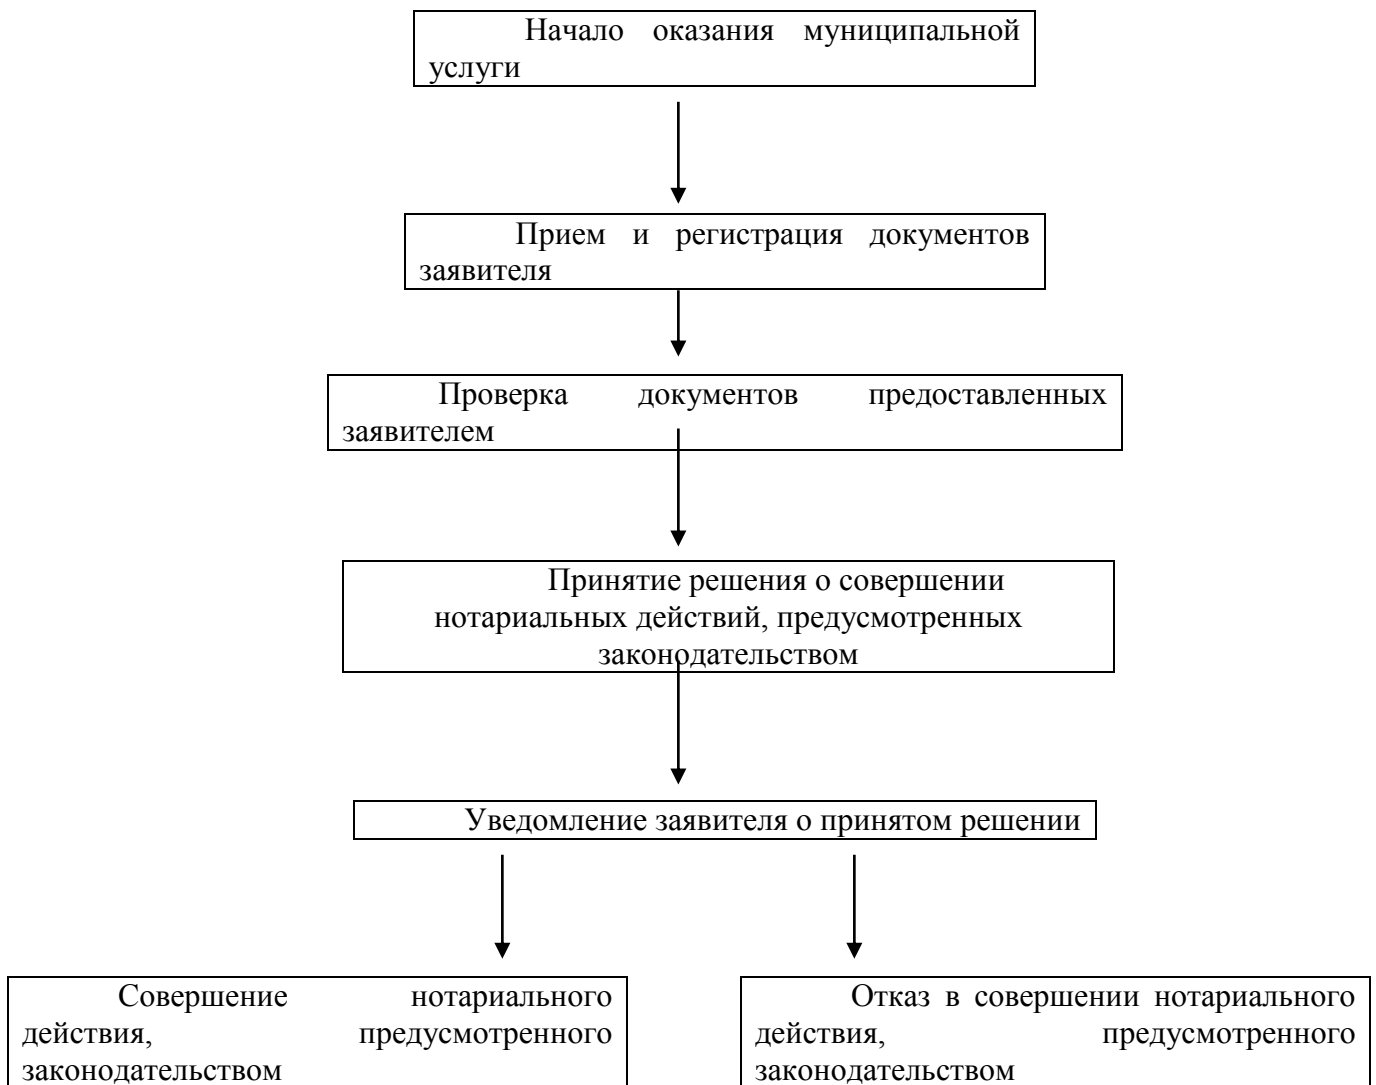 Начало оказания муниципальной
услуги
Прием и регистрация документов
заявителя
Проверка документов предоставленных
заявителем
Принятие решения о совершении
нотариальных действий, предусмотренных
законодательством
Уведомление заявителя о принятом решении
Совершение нотариального
действия, предусмотренного
законодательством
Отказ в совершении нотариального
действия, предусмотренного
законодательством